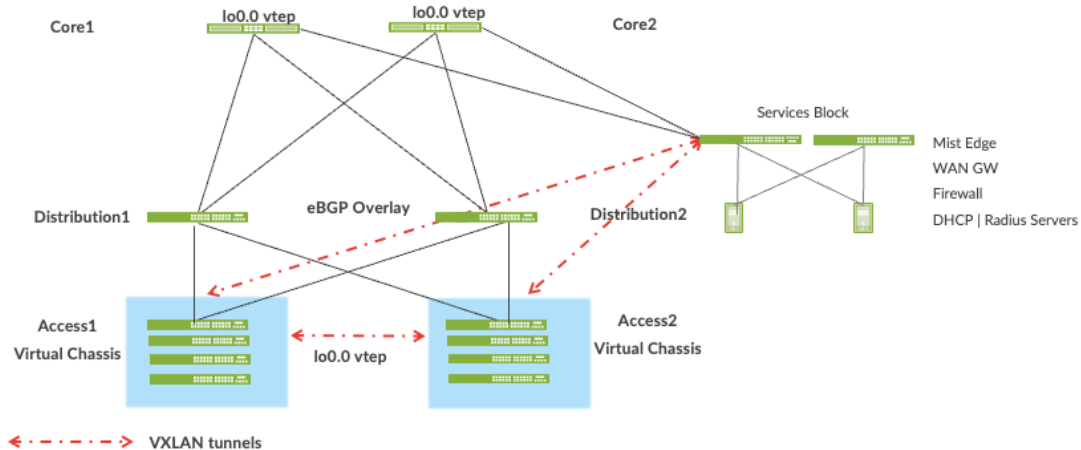 lo0.0 vtep
lo0.0 vtep
Core1
Core2
Services Block
Mist Edge
WAN GW
Firewall
DHCP | Radius Servers
Distribution1
eBGP Overlay
Distribution2
Access1
Virtual Chassis
lo0.0 vtep
Access2
Virtual Chassis
VXLAN tunnels